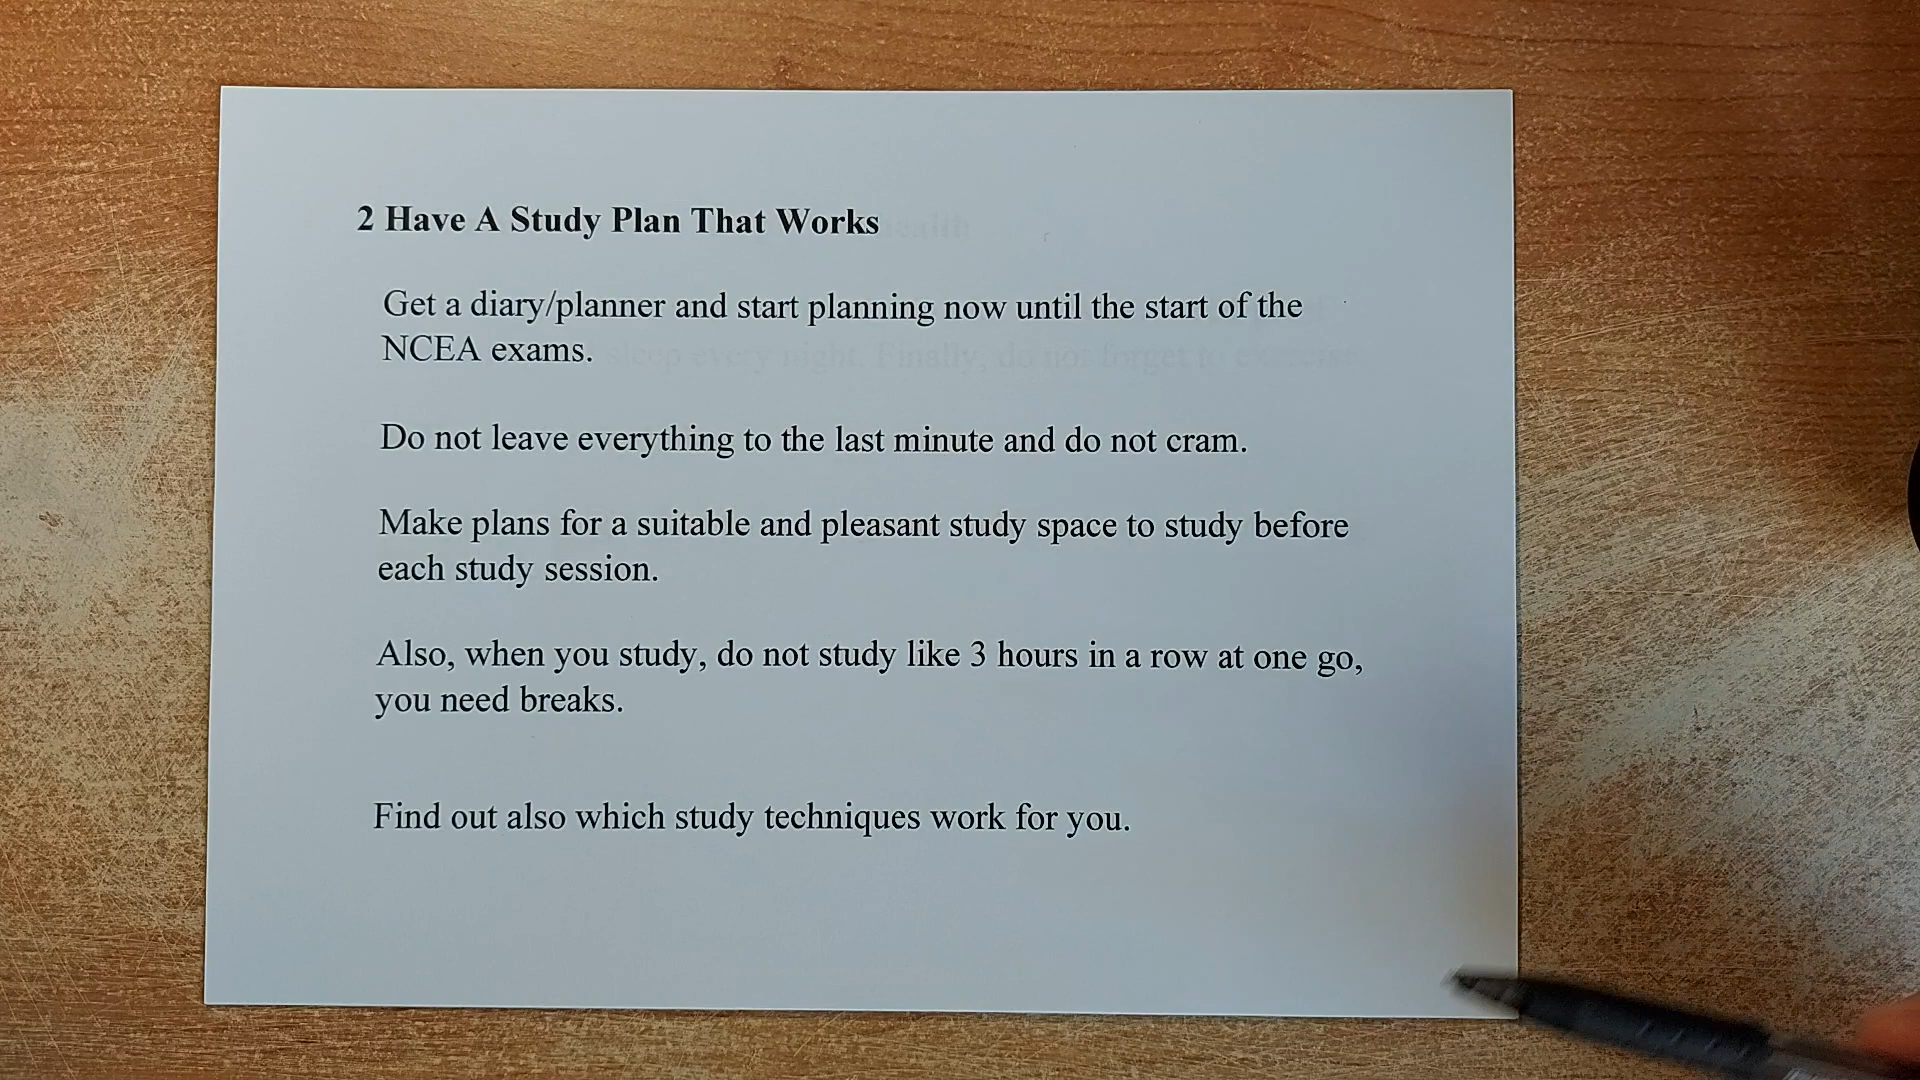 2 Have A Study Plan That Works
Get a diary/planner and start planning now until the start of the
NCEA exams.
Do not leave everything to the last minute and do not cram.
Make plans for a suitable and pleasant study space to study before
each study session.
Also, when you study, do not study like 3 hours in a row at one go,
you need breaks.
Find out also which study techniques work for you.